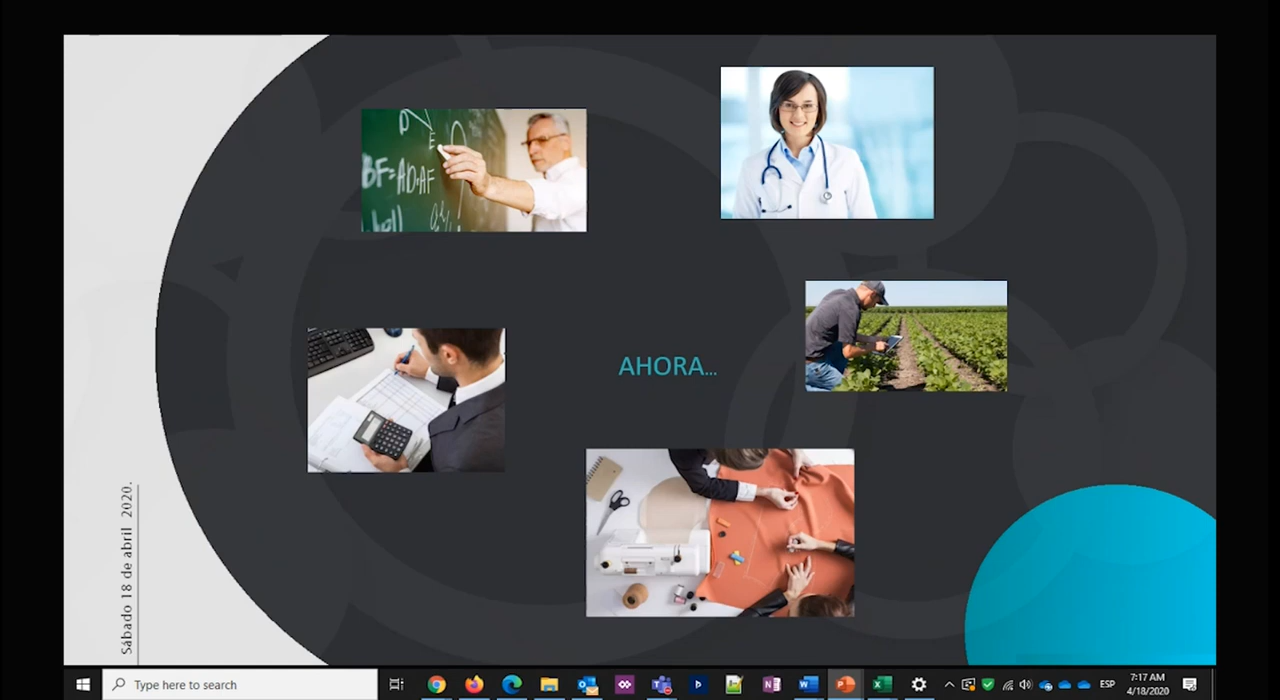 BF=AD·AF
AHORA...
Sábado 18 de abril 2020.
Type here to search
ESP
7:17 AM
4/18/2020